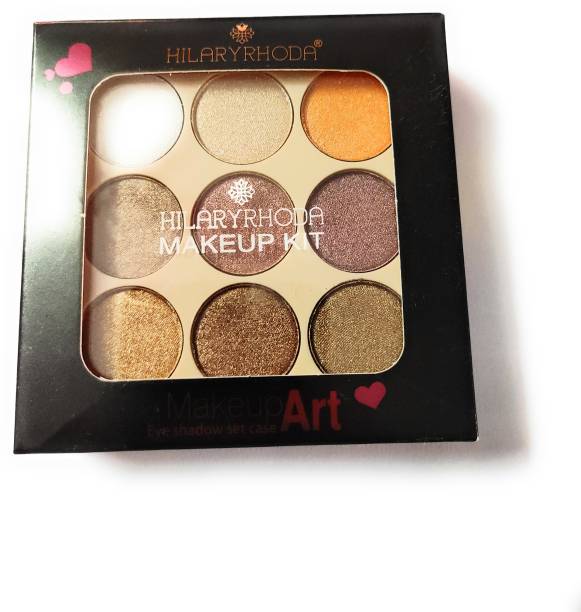 HILARYRHODA®
HILARYRHODA
MAKEUP KIT
Makeup Art
Eye shadow set case